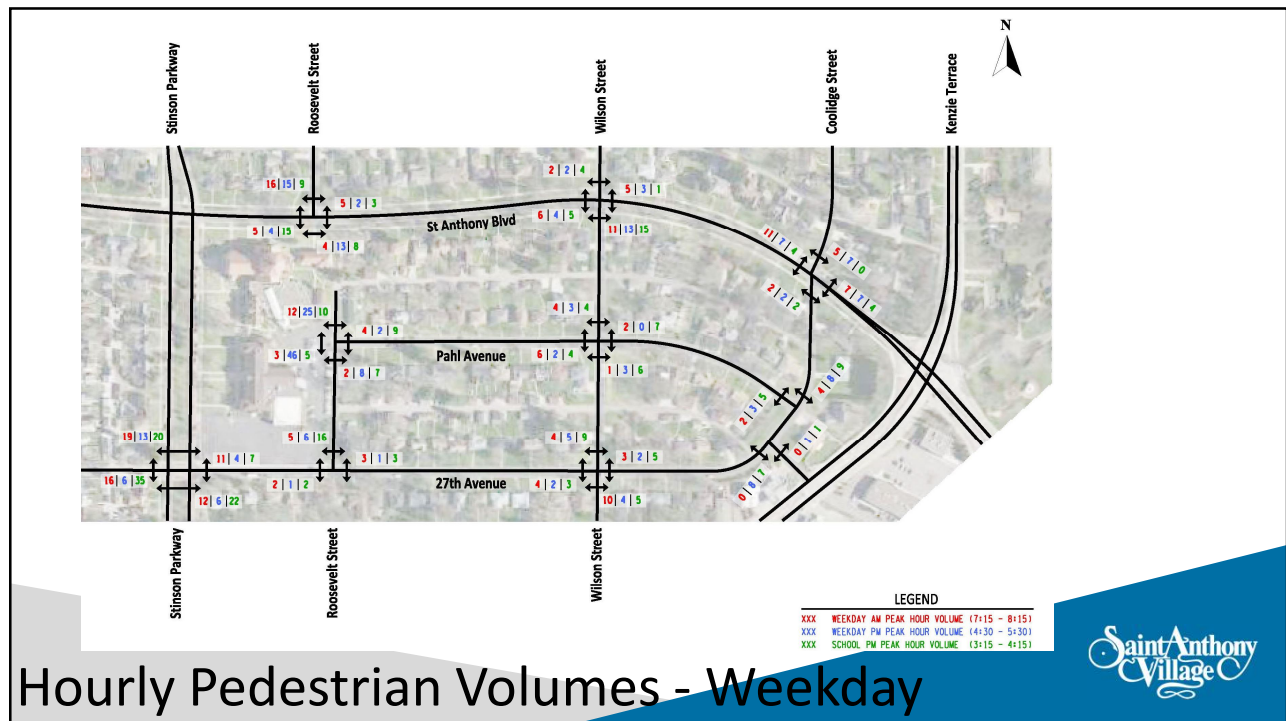 N
Stinson Parkway
Roosevelt Street
Wilson Street
Coolidge Street
Kenzie Terrace
2|2|4
16|15|9
5|3|1
5|2|3
6|4|5
St Anthony Blvd
11|13|15
5|4|15
4|13|8
11|7|4
5|7|0
2|2|2
7|7|4
12|25|10
4|3|4
4|2|9
2|0|7
3|46|5
Pahl Avenue
6|2|4
2|8|7
1|3|6
4|8|9
2|3|5
19|13|20
5|6|16
4|5|9
0|1|1
11|4|7
3|1|3
3|2|5
16|6|35
2|1|2
27th Avenue
4|2|3
0|8|7
12|6|22
10|4|5
Stinson Parkway
Roosevelt Street
Wilson Street
LEGEND
XXX WEEKDAY AM PEAK HOUR VOLUME (7:15 - 8:15)
XXX WEEKDAY PM PEAK HOUR VOLUME (4:30 - 5:30)
XXX SCHOOL PM PEAK HOUR VOLUME (3:15 - 4:15)
Saint Anthony
Village
Hourly Pedestrian Volumes - Weekday